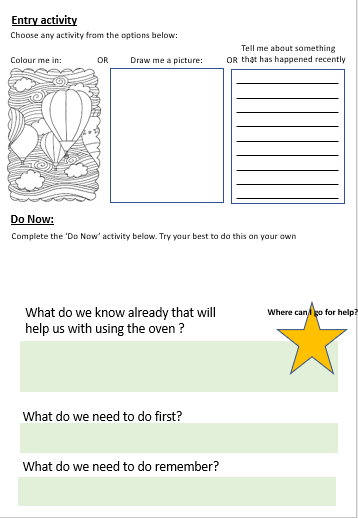 Entry activity
Choose any activity from the options below:
Colour me in:
OR
Draw me a picture:
OR
Tell me about something
that has happened recently
Do Now:
Complete the ‘Do Now’ activity below. Try your best to do this on your own
What do we know already that will
help us with using the oven ?
Where can I go for help?
What do we need to do first?
What do we need to do remember?